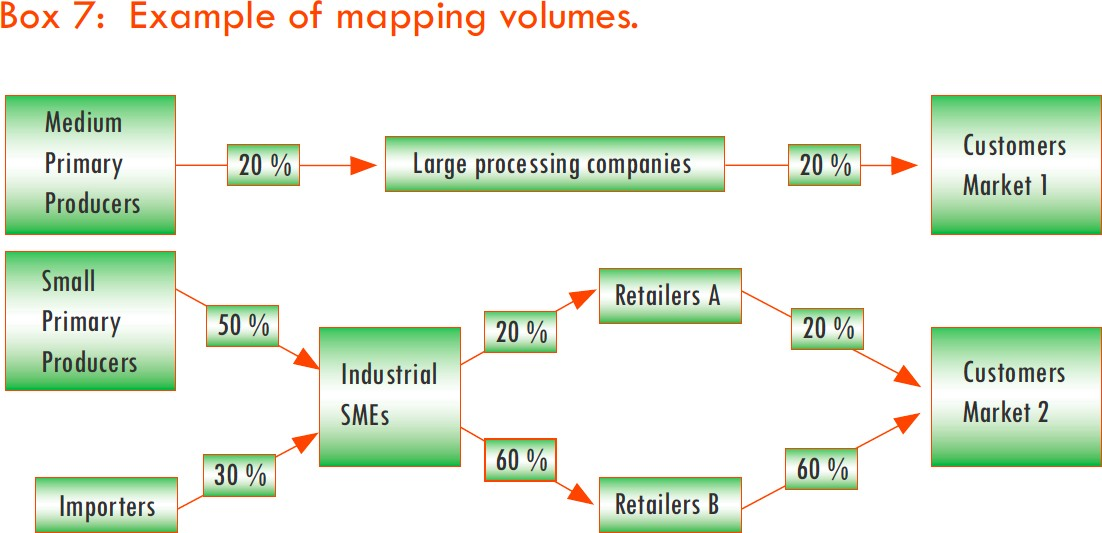 Box 7: Example of mapping volumes.
Medium
Primary
Producers
20 %
Large processing companies
20 %
Customers
Market 1
Small
Primary
Producers
50 %
Industrial
SMEs
20 %
Retailers A
20 %
Customers
Market 2
Importers
30 %
60 %
Retailers B
60 %